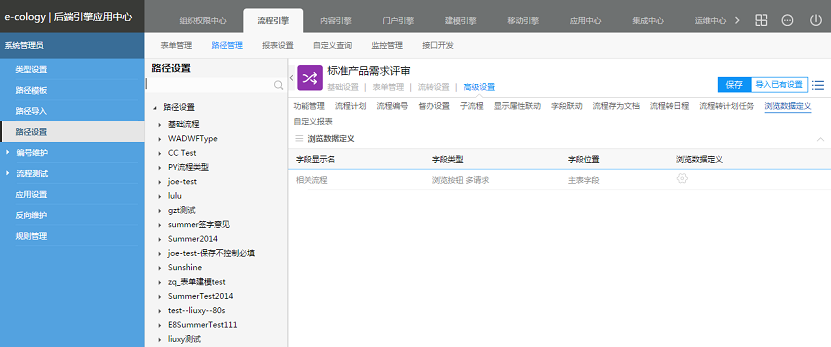 e-cology | 后端引擎应用中心
组织权限中心 流程引擎 内容引擎 门户引擎 建模引擎 移动引擎 应用中心 集成中心 运维中心
系统管理员
表单管理 路径管理 报表设置 自定义查询 监控管理 接口开发
类型设置
路径模板
路径导入
路径设置
编号维护
流程测试
应用设置
反向维护
规则管理
路径设置
路径设置
基础流程
WADWFType
CC Test
PY流程类型
joe-test
lulu
gzt测试
summer签字意见
Summer2014
joe-test-保存不控制必填
Sunshine
zq_表单建模test
SummerTest2014
test--liuxy--80s
E8SummerTest111
liuxy测试
标准产品需求评审
基础设置 | 表单管理 | 流转设置 | 高级设置
保存 导入已有设置
功能管理 流程计划 流程编号 督办设置 子流程 显示属性联动 字段联动 流程存为文档 流程转日程 流程转计划任务 浏览数据定义
自定义报表
浏览数据定义
字段显示名 字段类型 字段位置 浏览数据定义
相关流程 浏览按钮 多请求 主表字段